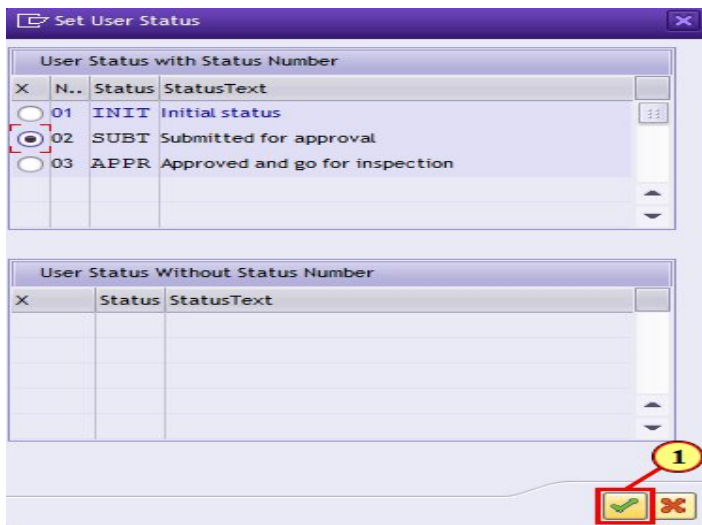 Set User Status
User Status with Status Number
X N.. Status StatusText
01 INIT Initial status
02 SUBT Submitted for approval
03 APPR Approved and go for inspection
User Status Without Status Number
X Status StatusText
1